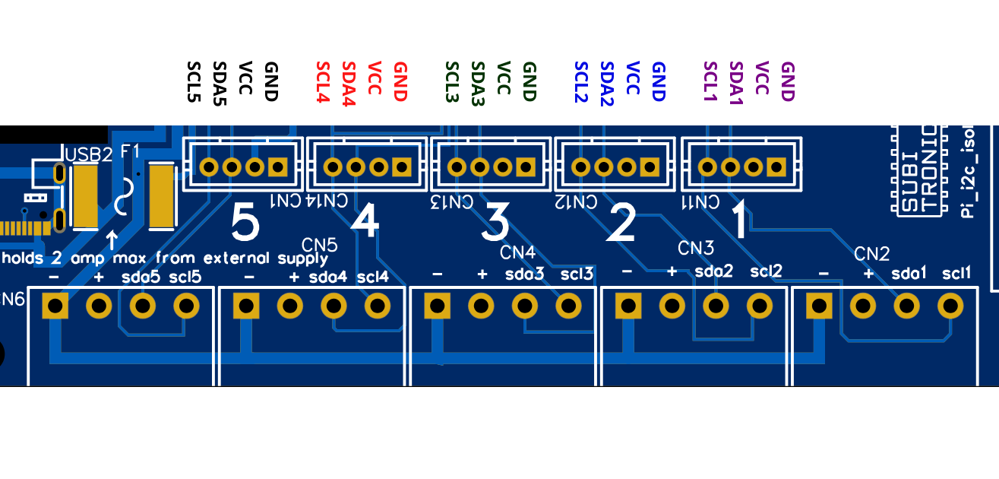 SCL5 SDA5 VCC GND SCL4 SDA4 VCC GND SCL3 SDA3 VCC GND SCL2 SDA2 VCC GND SCL1 SDA1 VCC GND
USB2 F1
SUBI
TRONIC
Pi_i2c_isol
CN1 CN14 CN13 CN12 CN11
5 4 3 2 1
CN5 CN4 CN3 CN2
holds 2 amp max from external supply
- + sda5 scl5 - + sda4 scl4 - + sda3 scl3 - + sda2 scl2 - + sda1 scl1
CN6